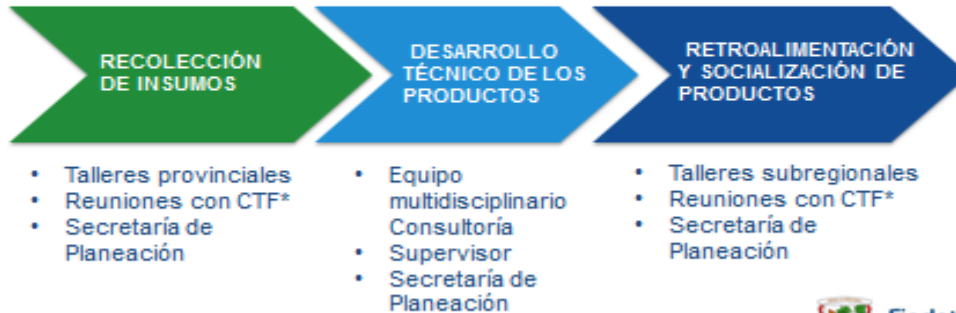 RECOLECCIÓN
DE INSUMOS
DESARROLLO
TÉCNICO DE LOS
PRODUCTOS
RETROALIMENTACIÓN
Y SOCIALIZACIÓN DE
PRODUCTOS
• Talleres provinciales
• Reuniones con CTF*
• Secretaría de
Planeación
• Equipo
multidisciplinario
Consultoría
• Supervisor
• Secretaría de
Planeación
• Talleres subregionales
• Reuniones con CTF*
• Secretaría de
Planeación